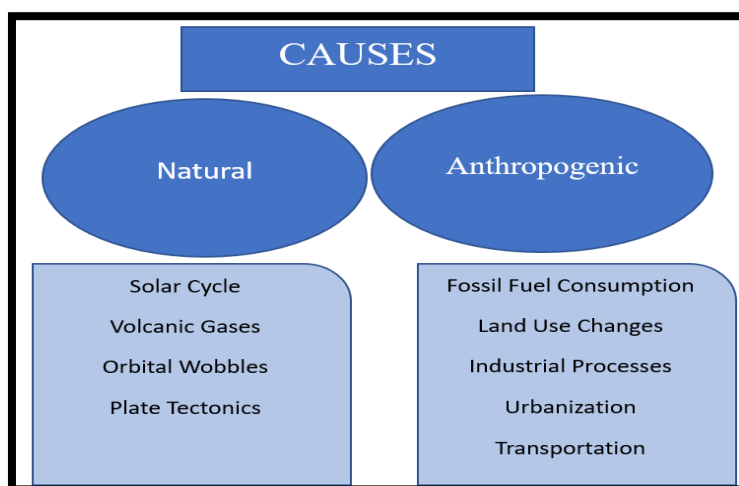 CAUSES
Natural
Anthropogenic
Solar Cycle
Volcanic Gases
Orbital Wobbles
Plate Tectonics
Fossil Fuel Consumption
Land Use Changes
Industrial Processes
Urbanization
Transportation